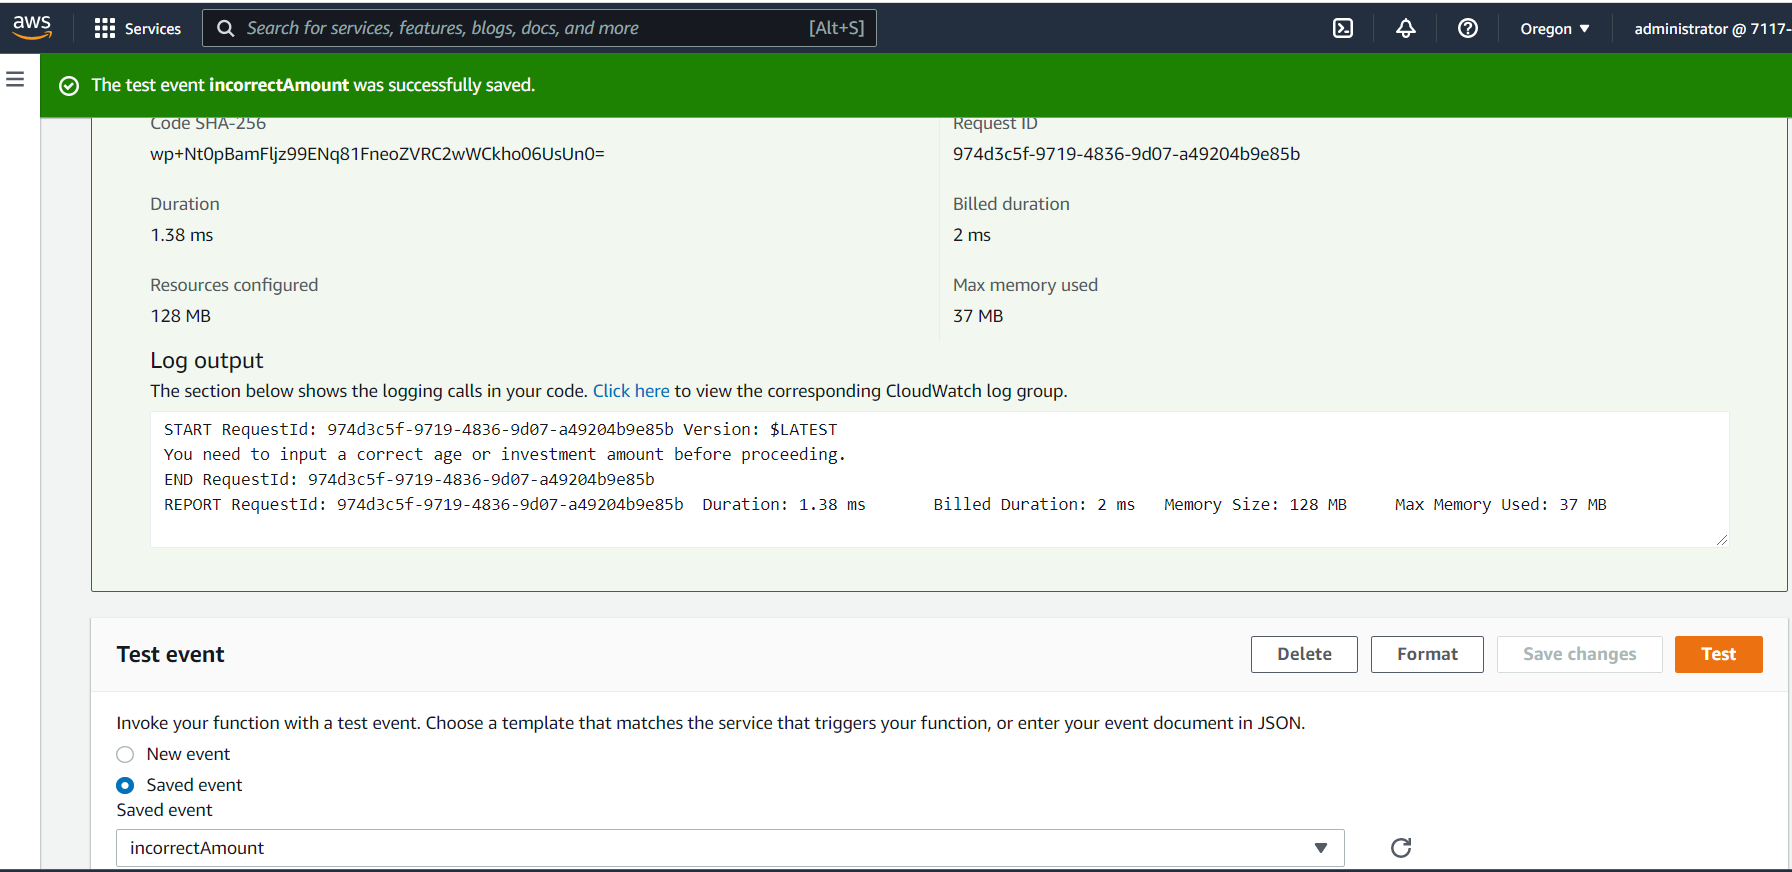 aws
Services
Search for services, features, blogs, docs, and more
[Alt+S]
Oregon ▼
administrator @ 7117-
The test event incorrectAmount was successfully saved.
Code SHA-256
wp+Nt0pBamFljz99ENq81FneoZVRC2wWCkho06UsUn0=
Request ID
974d3c5f-9719-4836-9d07-a49204b9e85b
Duration
1.38 ms
Billed duration
2 ms
Resources configured
128 MB
Max memory used
37 MB
Log output
The section below shows the logging calls in your code. Click here to view the corresponding CloudWatch log group.
START RequestId: 974d3c5f-9719-4836-9d07-a49204b9e85b Version: $LATEST
You need to input a correct age or investment amount before proceeding.
END RequestId: 974d3c5f-9719-4836-9d07-a49204b9e85b
REPORT RequestId: 974d3c5f-9719-4836-9d07-a49204b9e85b Duration: 1.38 ms Billed Duration: 2 ms Memory Size: 128 MB Max Memory Used: 37 MB
Test event
Delete
Format
Save changes
Test
Invoke your function with a test event. Choose a template that matches the service that triggers your function, or enter your event document in JSON.
New event
Saved event
Saved event
incorrectAmount